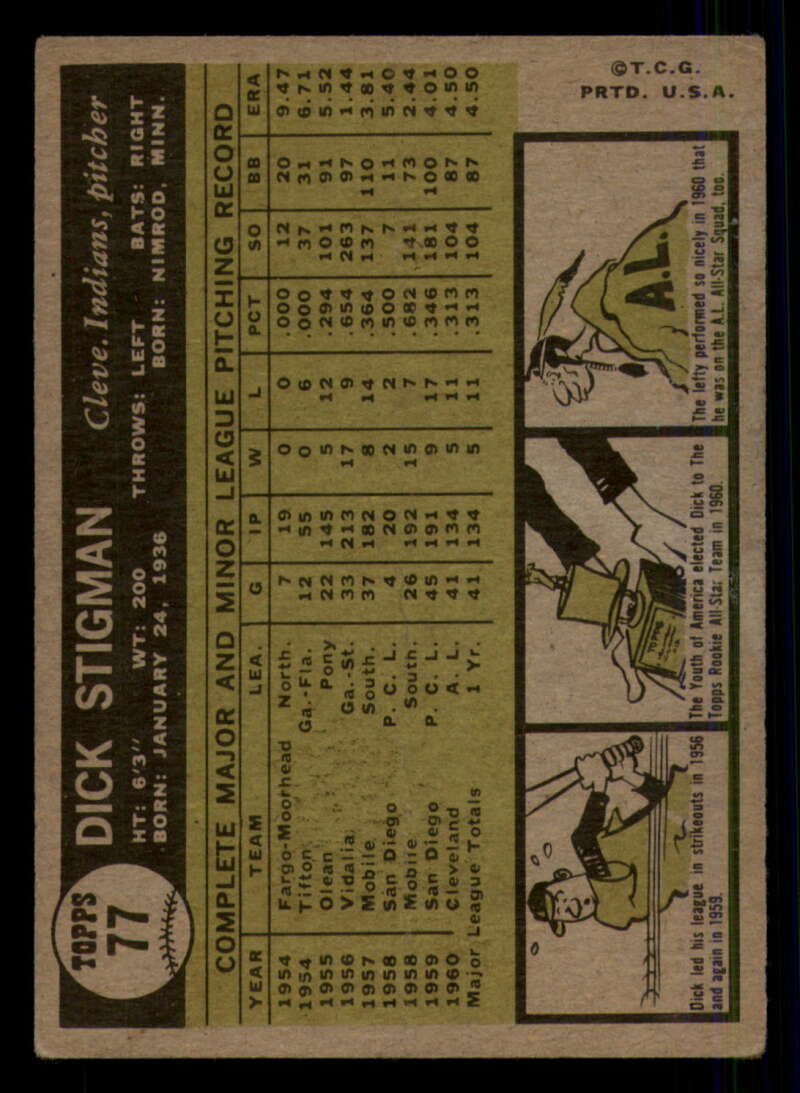 TOPPS
77
DICK STIGMAN Cleve. Indians, pitcher
HT: 6'3" WT: 200 THROWS: LEFT BATS: RIGHT
BORN: JANUARY 24, 1936 BORN: NIMROD, MINN.
COMPLETE MAJOR AND MINOR LEAGUE PITCHING RECORD
YEAR TEAM LEA. G IP W L PCT SO BB ERA
1954 Fargo-Moorhead North. 7 19 0 0 .000 12 20 9.47
1954 Tifton Ga.-Fla. 12 55 0 6 .000 37 31 6.71
1955 Olean Pony 22 145 5 12 .294 101 91 5.52
1956 Vidalia Ga.-St. 33 213 17 9 .654 263 97 1.44
1957 Mobile South. 37 182 8 14 .364 137 110 3.81
1958 San Diego P. C. L. 4 20 2 2 .500 7 11 5.40
1958 Mobile South. 26 192 15 7 .682 141 73 2.44
1959 San Diego P. C. L. 45 191 9 17 .346 181 100 4.01
1960 Cleveland A. L. 41 134 5 11 .313 104 87 4.50
Major League Totals 1 Yr. 41 134 5 11 .313 104 87 4.50
Dick led his league in strikeouts in 1956
and again in 1959.
TOPPS
The Youth of America elected Dick to The
Topps Rookie All-Star Team in 1960.
A.L.
The lefty performed so nicely in 1960 that
he was on the A.L. All-Star Squad, too.
©T.C.G.
PRTD. U.S.A.